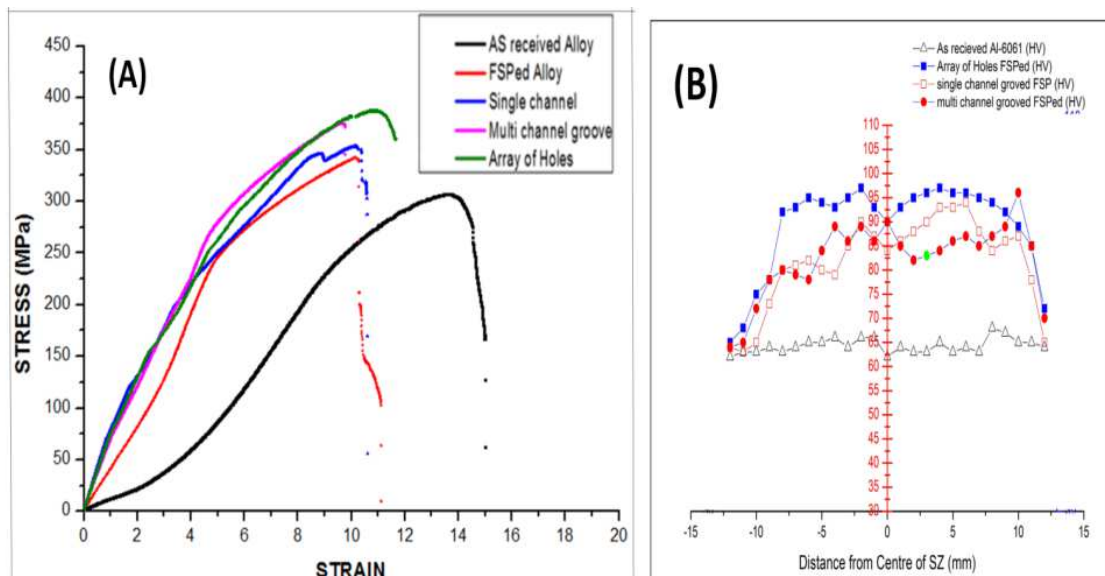 (A)
AS received Alloy
FSPed Alloy
Single channel
Multi channel groove
Array of Holes
STRESS (MPa)
450
400
350
300
250
200
150
100
50
0
0 2 4 6 8 10 12 14 16 18 20
STRAIN
(B)
As recieved Al-6061 (HV)
Array of Holes FSPed (HV)
single channel groved FSP (HV)
multi channel grooved FSPed (HV)
110
105
100
95
90
85
80
75
70
65
60
55
50
45
40
35
30
-15 -10 -5 0 5 10 15
Distance from Centre of SZ (mm)